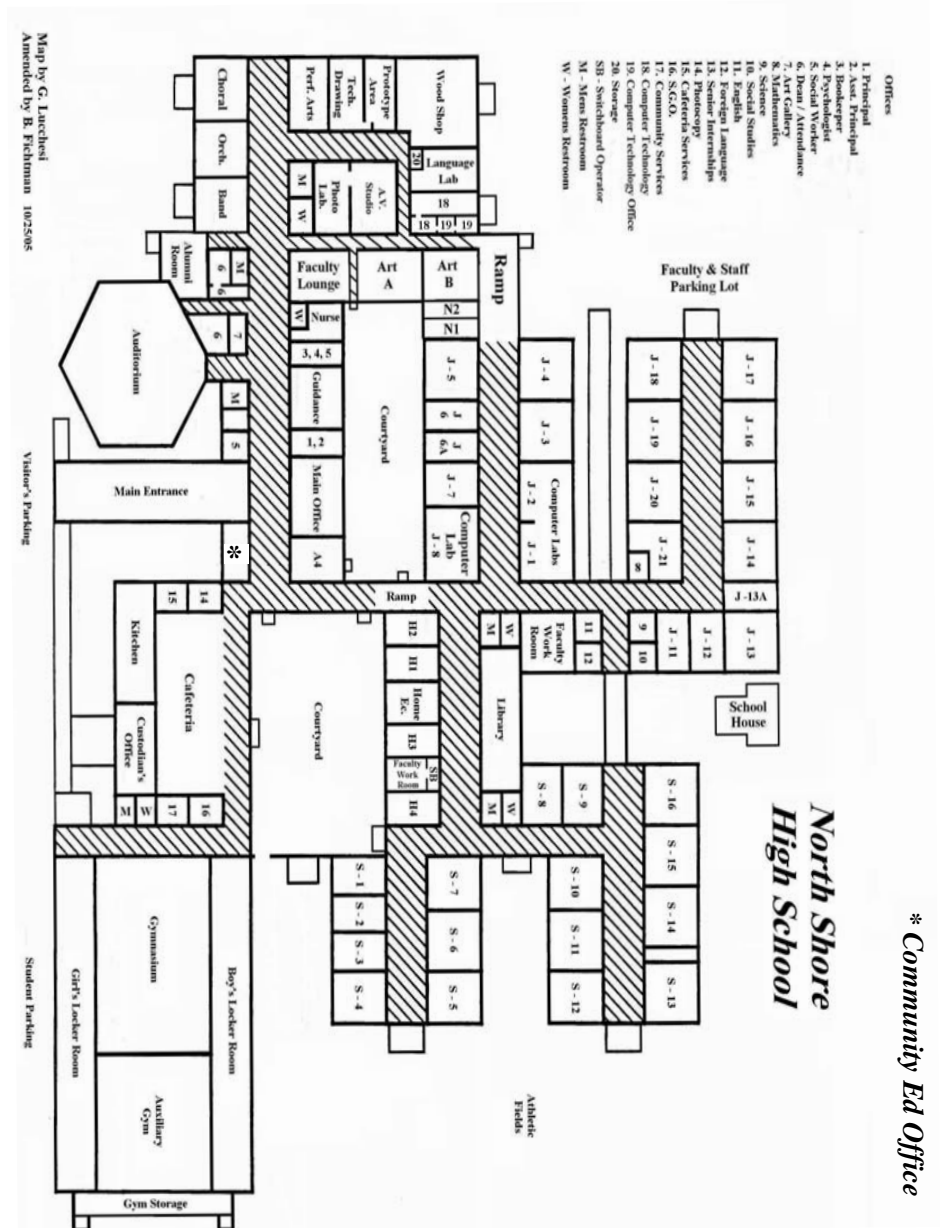 Offices
1. Principal
2. Asst. Principal
3. Bookeeper
4. Psychologist
5. Social Worker
6. Dean / Attendance
7. Art Gallery
8. Mathematics
9. Science
10. Social Studies
11. English
12. Foreign Language
13. Senior Internships
14. Photocopy
15. Cafeteria Services
16. S.G.O.
17. Community Services
18. Computer Technology
19. Computer Technology Office
20. Storage
SB - Switchboard Operator
M - Mens Restroom
W - Womens Restroom
North Shore
High School
* Community Ed Office
Map by G. Lucchesi
Amended by B. Fichtman 10/25/05
Visitor's Parking
Student Parking
Athletic
Fields
Faculty & Staff
Parking Lot
School
House
Choral
Orch.
Band
Perf. Arts
Tech.
Drawing
Prototype
Area
Wood Shop
20
Language
Lab
18
18
19
19
M
W
Photo
Lab.
A.V.
Studio
Alumni
Room
6
M
6
6
7
Auditorium
M
5
Main Entrance
*
Faculty
Lounge
Art
A
Art
B
Ramp
W
Nurse
N2
N1
3, 4, 5
Guidance
1, 2
Main Office
A4
Courtyard
J - 5
J
6
J
6A
J - 7
Computer
Lab
J - 8
J - 4
J - 3
Computer Labs
J - 2
J - 1
J - 18
J - 19
J - 20
J - 21
8
J - 17
J - 16
J - 15
J - 14
J -13A
J - 13
J - 12
J - 11
9
10
11
12
Faculty
Work
Room
W
M
Ramp
15
14
Kitchen
Cafeteria
Custodian's
Office
M
W
17
16
Courtyard
H2
H1
Home
Ec.
H3
Faculty
Work
Room
SB
H4
Library
W
M
S - 8
S - 9
S - 16
S - 15
S - 14
S - 13
S - 1
S - 2
S - 3
S - 4
S - 7
S - 6
S - 5
S - 10
S - 11
S - 12
Girl's Locker Room
Gymnasium
Boy's Locker Room
Auxiliary
Gym
Gym Storage